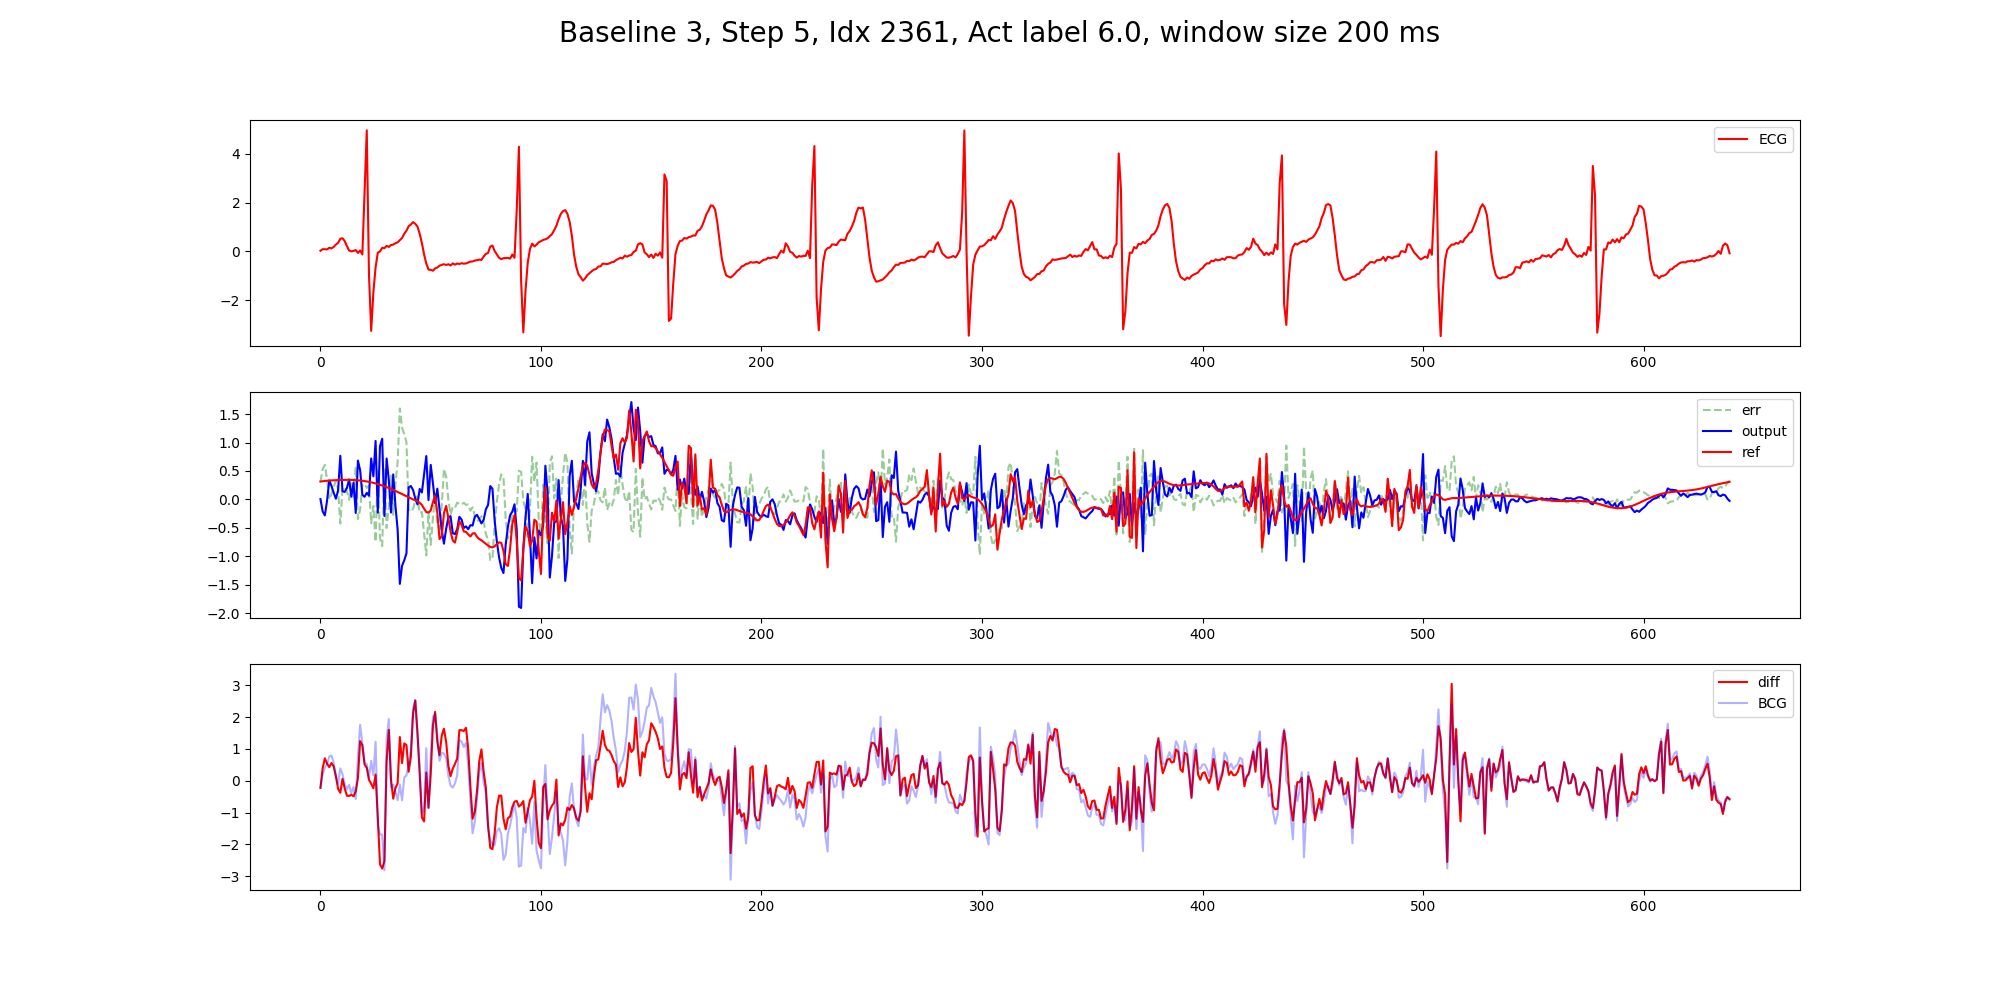 Baseline 3, Step 5, Idx 2361, Act label 6.0, window size 200 ms
4
2
0
−2
ECG
0 100 200 300 400 500 600
1.5
1.0
0.5
0.0
−0.5
−1.0
−1.5
−2.0
err
output
ref
0 100 200 300 400 500 600
3
2
1
0
−1
−2
−3
diff
BCG
0 100 200 300 400 500 600